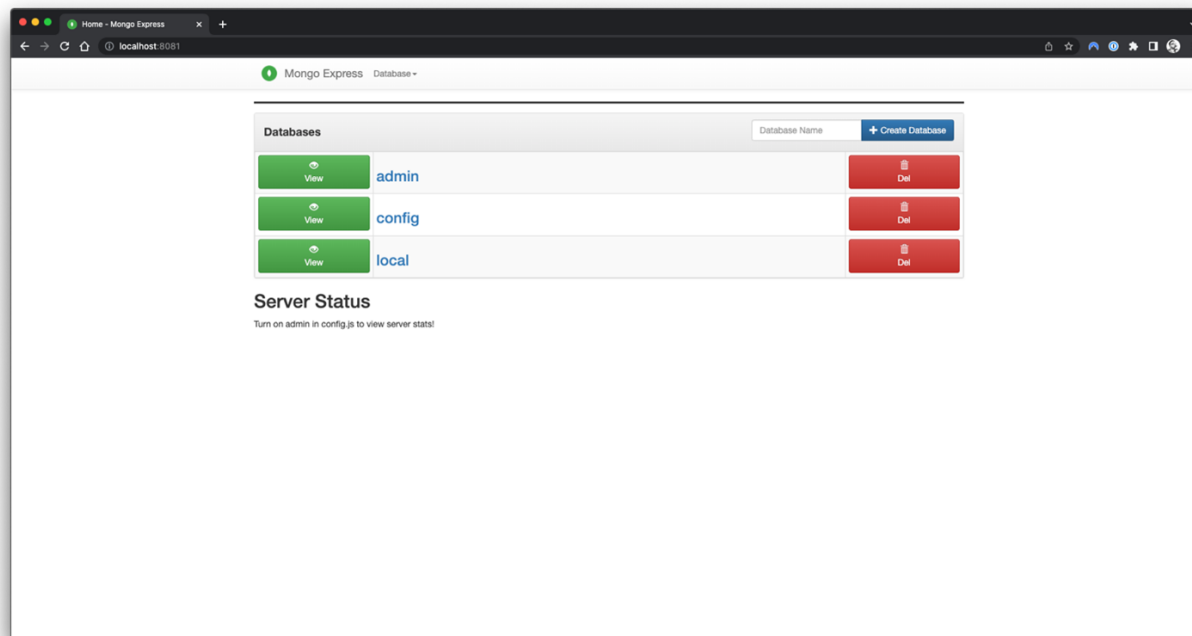 Home - Mongo Express
localhost:8081
Mongo Express Database
Databases Database Name Create Database
View admin Del
View config Del
View local Del
Server Status
Turn on admin in config.js to view server stats!